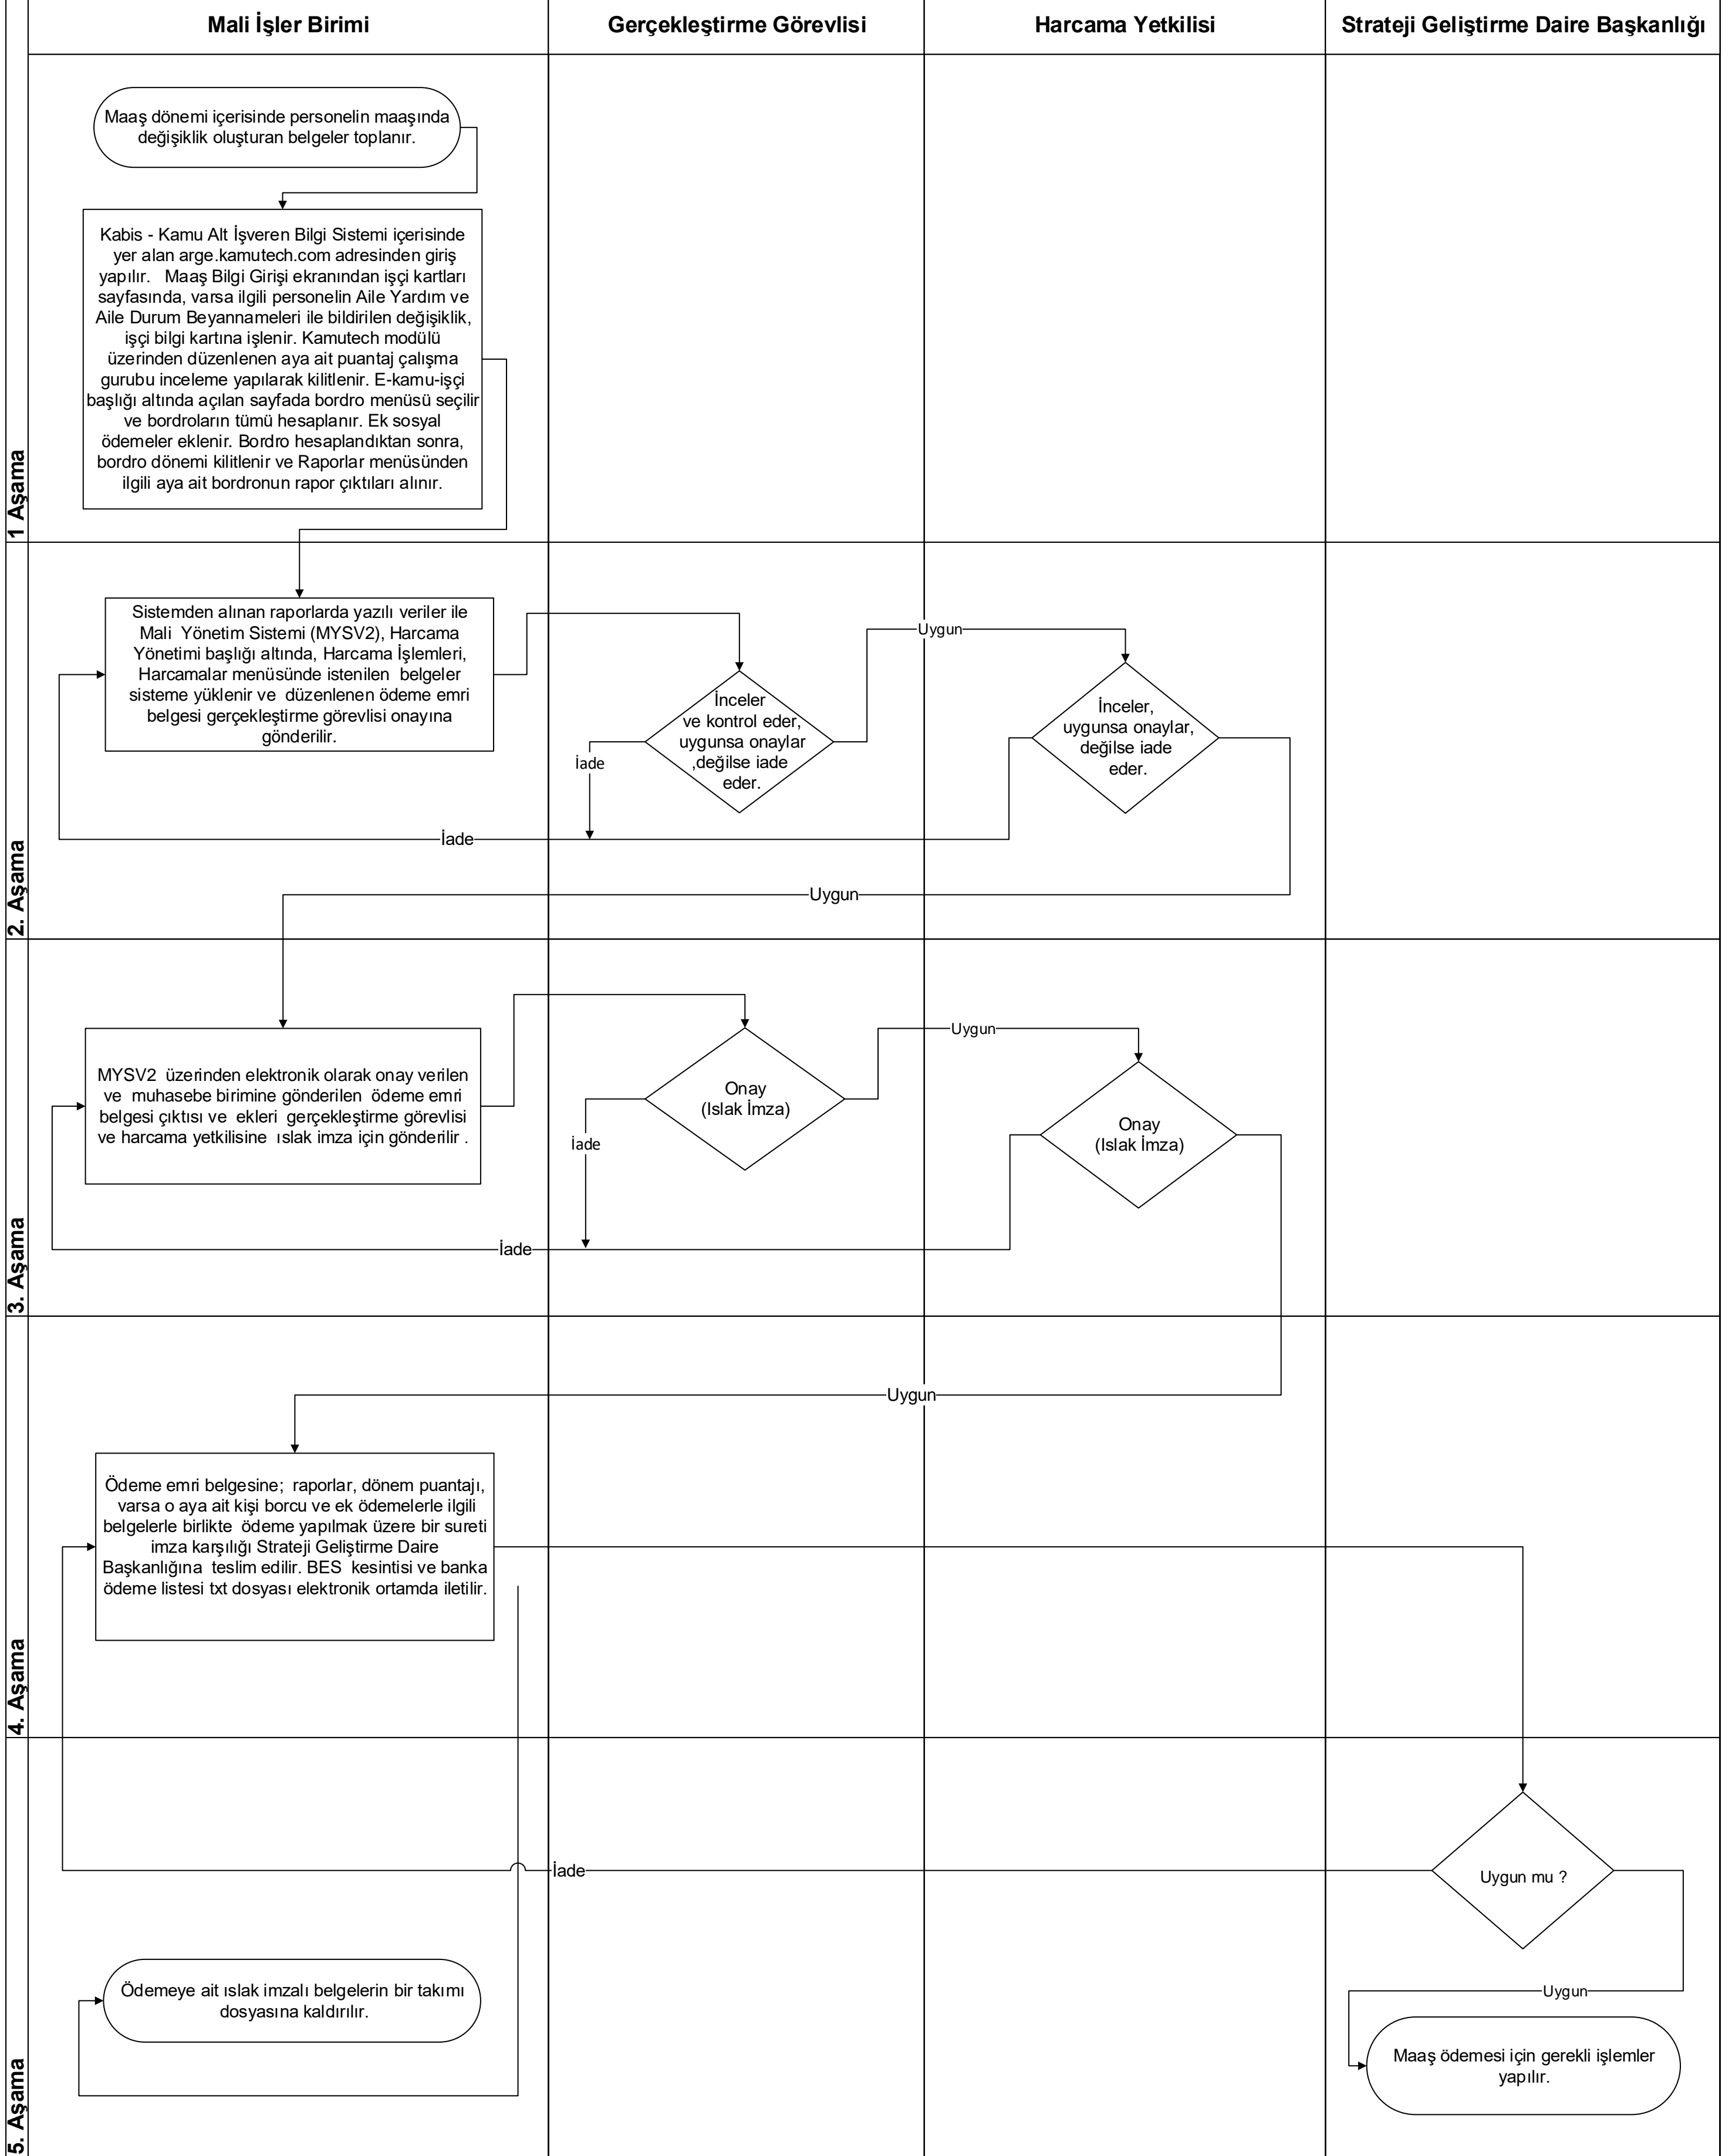 Mali İşler Birimi
Gerçekleştirme Görevlisi
Harcama Yetkilisi
Strateji Geliştirme Daire Başkanlığı
1 Aşama
Maaş dönemi içerisinde personelin maaşında
değişiklik oluşturan belgeler toplanır.
Kabis - Kamu Alt İşveren Bilgi Sistemi içerisinde
yer alan arge.kamutech.com adresinden giriş
yapılır. Maaş Bilgi Girişi ekranından işçi kartları
sayfasında, varsa ilgili personelin Aile Yardım ve
Aile Durum Beyannameleri ile bildirilen değişiklik,
işçi bilgi kartına işlenir. Kamutech modülü
üzerinden düzenlenen aya ait puantaj çalışma
gurubu inceleme yapılarak kilitlenir. E-kamu-işçi
başlığı altında açılan sayfada bordro menüsü seçilir
ve bordroların tümü hesaplanır. Ek sosyal
ödemeler eklenir. Bordro hesaplandıktan sonra,
bordro dönemi kilitlenir ve Raporlar menüsünden
ilgili aya ait bordronun rapor çıktıları alınır.
2. Aşama
Sistemden alınan raporlarda yazılı veriler ile
Mali Yönetim Sistemi (MYSV2), Harcama
Yönetimi başlığı altında, Harcama İşlemleri,
Harcamalar menüsünde istenilen belgeler
sisteme yüklenir ve düzenlenen ödeme emri
belgesi gerçekleştirme görevlisi onayına
gönderilir.
İnceler
ve kontrol eder,
uygunsa onaylar
,değilse iade
eder.
Uygun
İnceler,
uygunsa onaylar,
değilse iade
eder.
İade
İade
Uygun
3. Aşama
MYSV2 üzerinden elektronik olarak onay verilen
ve muhasebe birimine gönderilen ödeme emri
belgesi çıktısı ve ekleri gerçekleştirme görevlisi
ve harcama yetkilisine ıslak imza için gönderilir .
Onay
(Islak İmza)
Uygun
Onay
(Islak İmza)
İade
İade
4. Aşama
Uygun
Ödeme emri belgesine; raporlar, dönem puantajı,
varsa o aya ait kişi borcu ve ek ödemelerle ilgili
belgelerle birlikte ödeme yapılmak üzere bir sureti
imza karşılığı Strateji Geliştirme Daire
Başkanlığına teslim edilir. BES kesintisi ve banka
ödeme listesi txt dosyası elektronik ortamda iletilir.
5. Aşama
İade
Uygun mu ?
Ödemeye ait ıslak imzalı belgelerin bir takımı
dosyasına kaldırılır.
Uygun
Maaş ödemesi için gerekli işlemler
yapılır.